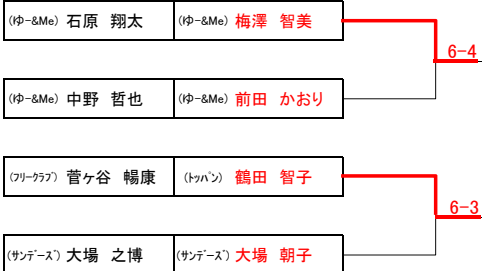 (ゆｰ&Me) 石原 翔太 (ゆｰ&Me) 梅澤 智美
6-4
(ゆｰ&Me) 中野 哲也 (ゆｰ&Me) 前田 かおり
(ﾌﾘｰｸﾗﾌﾞ) 菅ヶ谷 暢康 (ﾄｯﾊﾟﾝ) 鶴田 智子
6-3
(ｻﾝﾃﾞｰｽﾞ) 大場 之博 (ｻﾝﾃﾞｰｽﾞ) 大場 朝子